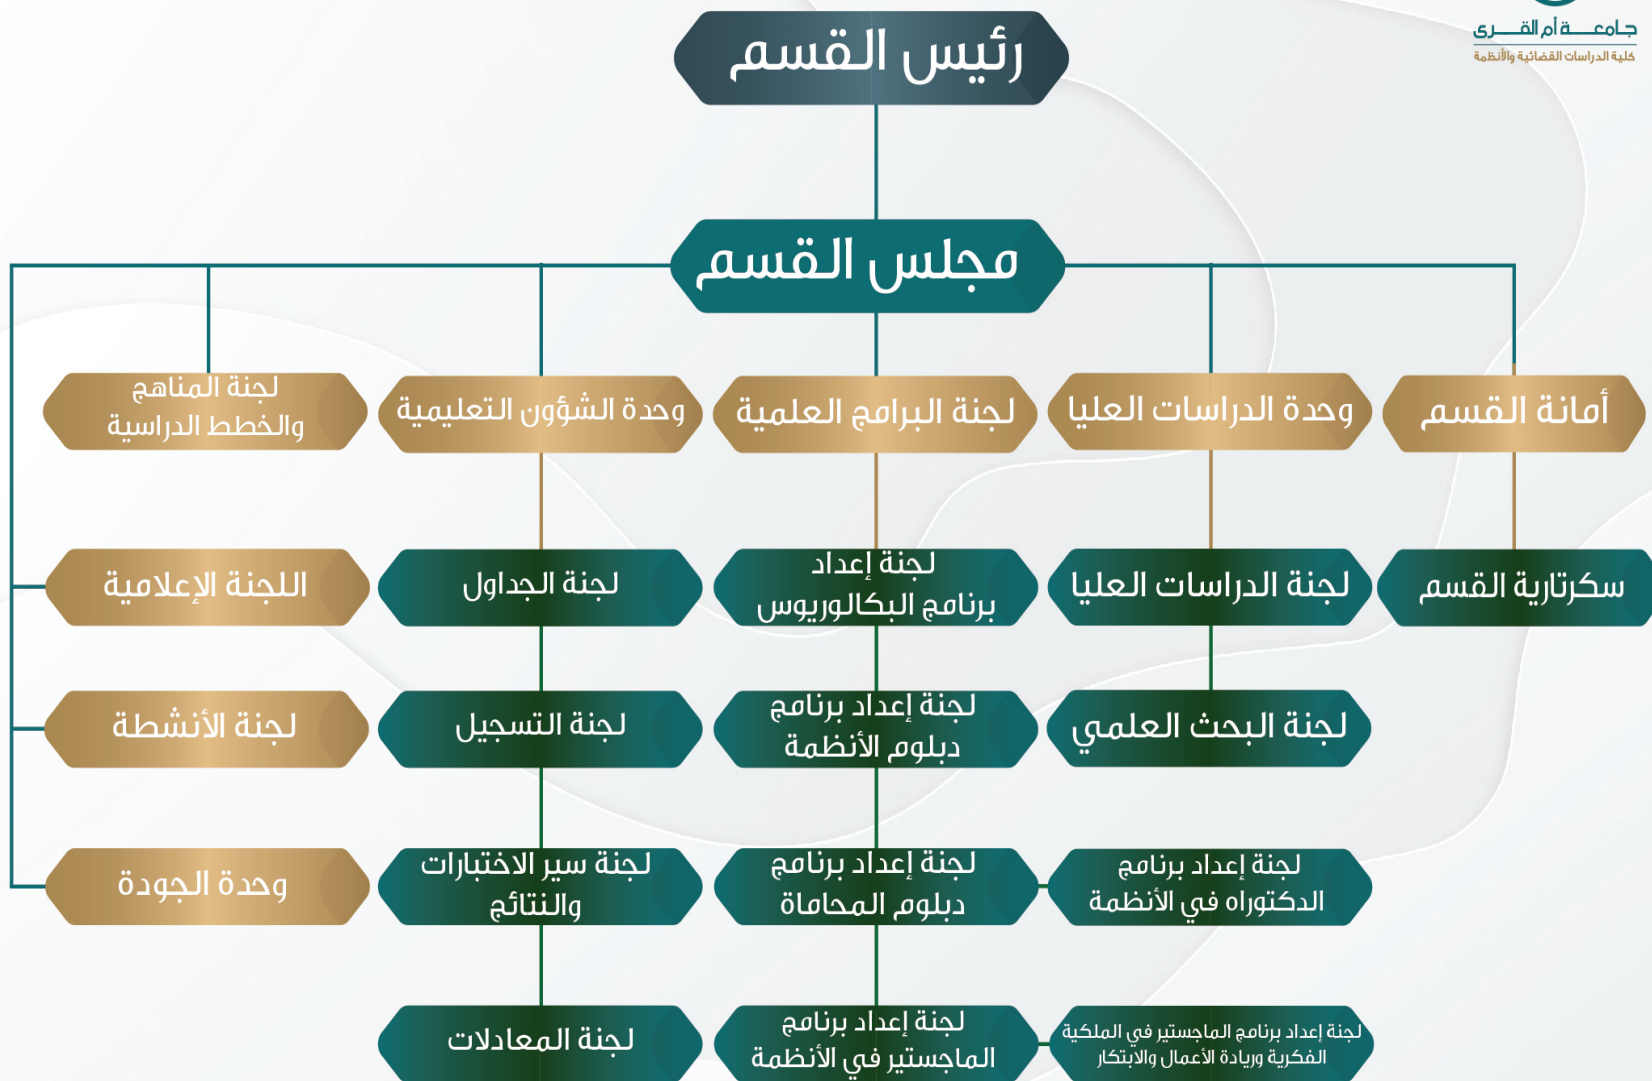 جامعة أم القرى
كلية الدراسات القضائية والأنظمة
رئيس القسم
مجلس القسم
أمانة القسم
وحدة الدراسات العليا
لجنة البرامج العلمية
وحدة الشؤون التعليمية
لجنة المناهج
والخطط الدراسية
سكرتارية القسم
لجنة الدراسات العليا
لجنة إعداد
برنامج البكالوريوس
لجنة الجداول
اللجنة الإعلامية
لجنة البحث العلمي
لجنة إعداد برنامج
دبلوم الأنظمة
لجنة التسجيل
لجنة الأنشطة
لجنة إعداد برنامج
الدكتوراه في الأنظمة
لجنة إعداد برنامج
دبلوم المحاماة
لجنة سير الاختبارات
والنتائج
وحدة الجودة
لجنة إعداد برنامج الماجستير في الملكية
الفكرية وريادة الأعمال والابتكار
لجنة إعداد برنامج
الماجستير في الأنظمة
لجنة المعادلات